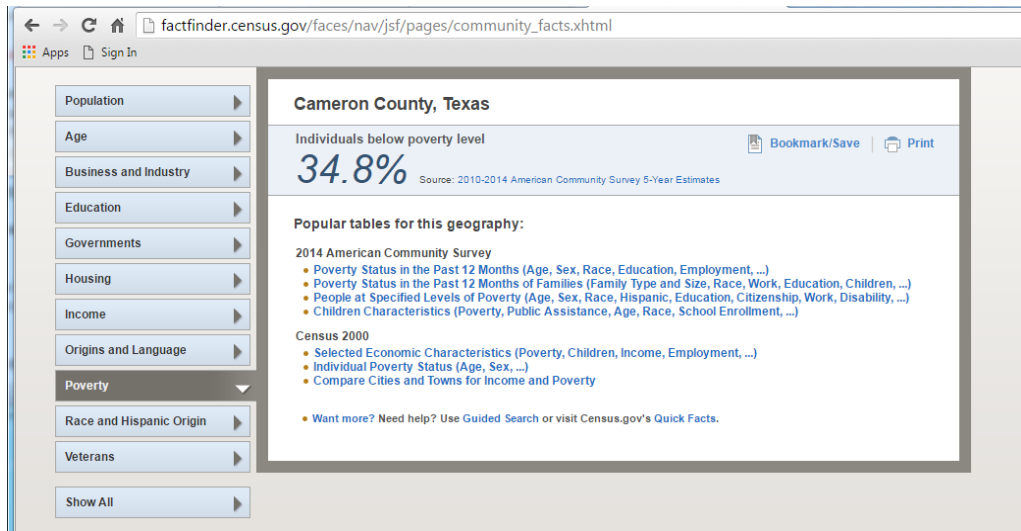 factfinder.census.gov/faces/nav/jsf/pages/community_facts.xhtml
Apps Sign In
Population
Age
Business and Industry
Education
Governments
Housing
Income
Origins and Language
Poverty
Race and Hispanic Origin
Veterans
Show All
Cameron County, Texas
Individuals below poverty level
Bookmark/Save | Print
34.8% Source: 2010-2014 American Community Survey 5-Year Estimates
Popular tables for this geography:
2014 American Community Survey
• Poverty Status in the Past 12 Months (Age, Sex, Race, Education, Employment, ...)
• Poverty Status in the Past 12 Months of Families (Family Type and Size, Race, Work, Education, Children, ...)
• People at Specified Levels of Poverty (Age, Sex, Race, Hispanic, Education, Citizenship, Work, Disability, ...)
• Children Characteristics (Poverty, Public Assistance, Age, Race, School Enrollment, ...)
Census 2000
• Selected Economic Characteristics (Poverty, Children, Income, Employment, ...)
• Individual Poverty Status (Age, Sex, ...)
• Compare Cities and Towns for Income and Poverty
• Want more? Need help? Use Guided Search or visit Census.gov's Quick Facts.